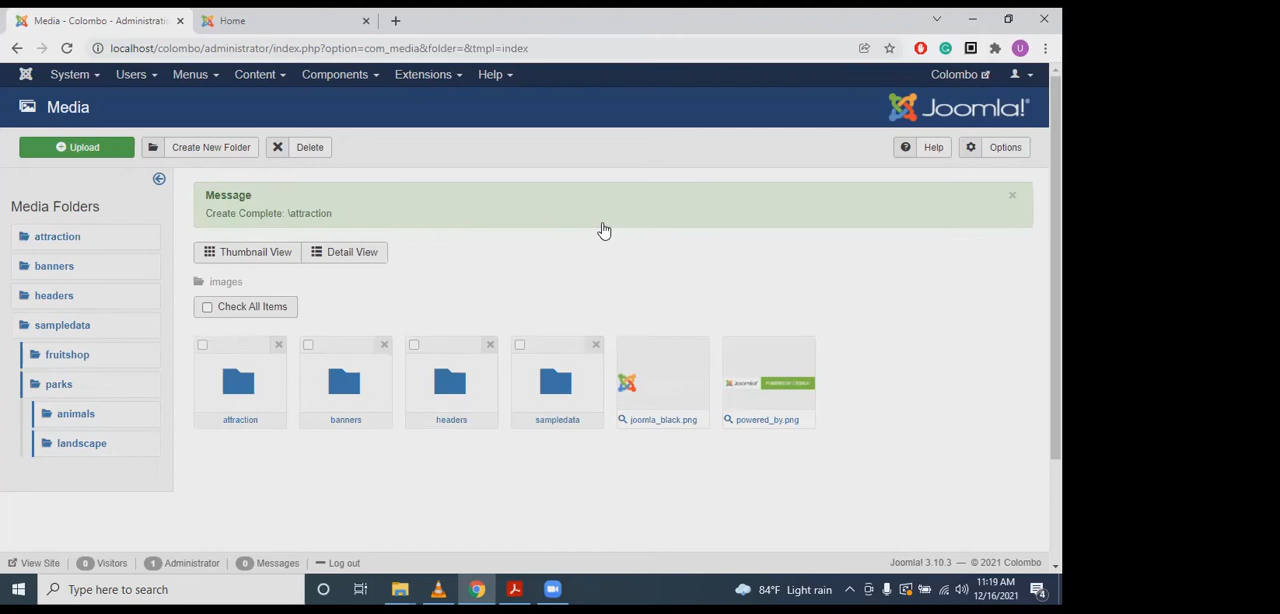 Media - Colombo - Administratio
Home
localhost/colombo/administrator/index.php?option=com_media&folder=&tmpl=index
U
System Users Menus Content Components Extensions Help Colombo
Media Joomla!
Upload Create New Folder Delete Help Options
Message
Create Complete: \attraction
Media Folders
attraction
banners
headers
sampledata
fruitshop
parks
animals
landscape
Thumbnail View Detail View
images
Check All Items
attraction banners headers sampledata joomla_black.png powered_by.png
View Site 0 Visitors 1 Administrator 0 Messages Log out Joomla! 3.10.3 — © 2021 Colombo
Type here to search 84°F Light rain 11:19 AM
12/16/2021
4